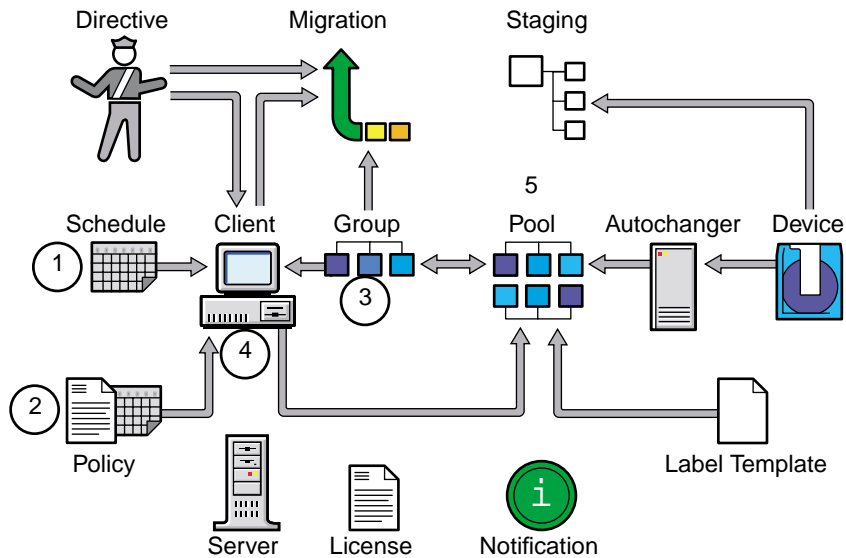 Directive
Migration
Staging
5
Schedule
Client
Group
Pool
Autochanger
Device
1
3
4
2
Policy
Label Template
i
Server
License
Notification